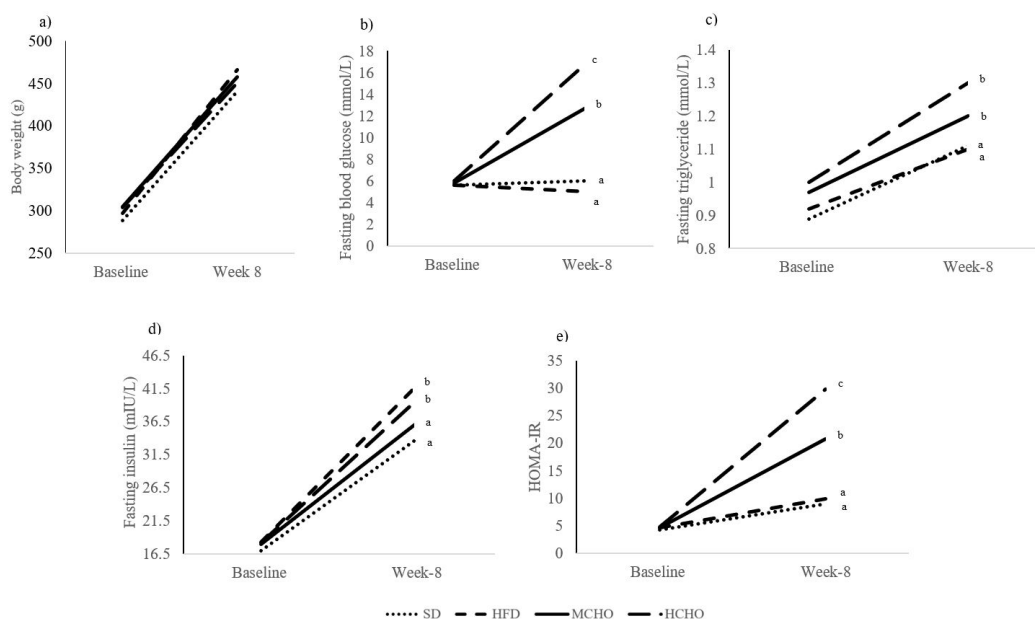 a)
Body weight (g)
500
450
400
350
300
250
Baseline Week 8
b)
Fasting blood glucose (mmol/L)
18
16
14
12
10
8
6
4
2
0
c
b
a
a
Baseline Week-8
c)
Fasting triglyceride (mmol/L)
1.4
1.3
1.2
1.1
1
0.9
0.8
b
b
a
a
Baseline Week-8
d)
Fasting insulin (mIU/L)
46.5
41.5
36.5
31.5
26.5
21.5
16.5
b
b
a
a
Baseline Week-8
e)
HOMA-IR
35
30
25
20
15
10
5
0
c
b
a
a
Baseline Week-8
SD HFD MCHO HCHO